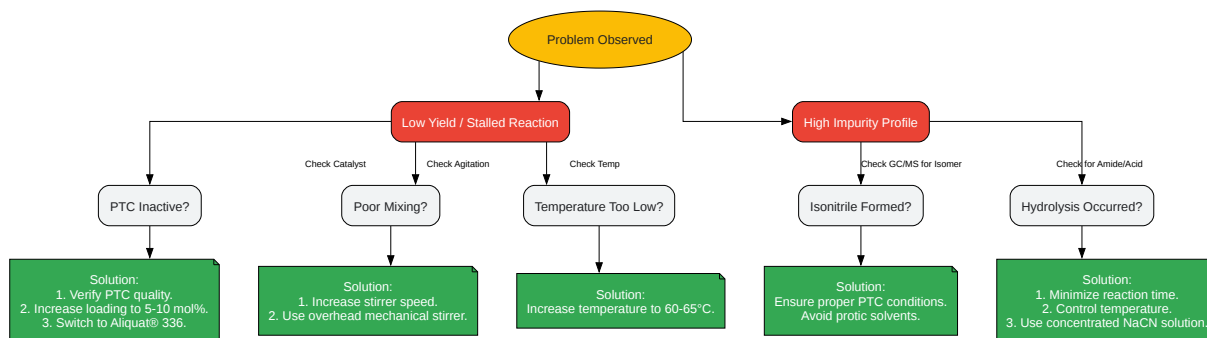 Problem Observed
Low Yield / Stalled Reaction
High Impurity Profile
Check Catalyst
Check Agitation
Check Temp
Check GC/MS for Isomer
Check for Amide/Acid
PTC Inactive?
Poor Mixing?
Temperature Too Low?
Isonitrile Formed?
Hydrolysis Occurred?
Solution:
1. Verify PTC quality.
2. Increase loading to 5-10 mol%.
3. Switch to Aliquat® 336.
Solution:
1. Increase stirrer speed.
2. Use overhead mechanical stirrer.
Solution:
Increase temperature to 60-65°C.
Solution:
Ensure proper PTC conditions.
Avoid protic solvents.
Solution:
1. Minimize reaction time.
2. Control temperature.
3. Use concentrated NaCN solution.